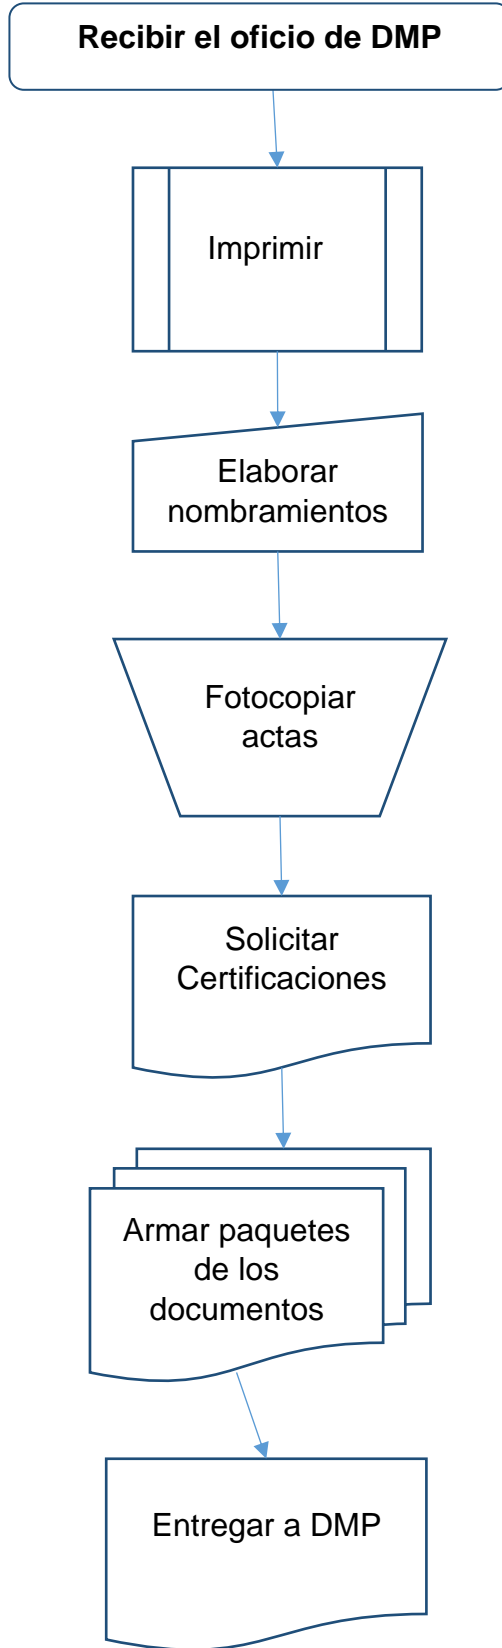 Recibir el oficio de DMP
Imprimir
Elaborar
nombramientos
Fotocopiar
actas
Solicitar
Certificaciones
Armar paquetes
de los
documentos
Entregar a DMP